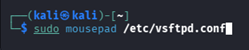 ┌──(kali㉿kali)-[~]
└─$ sudo mousepad /etc/vsftpd.conf